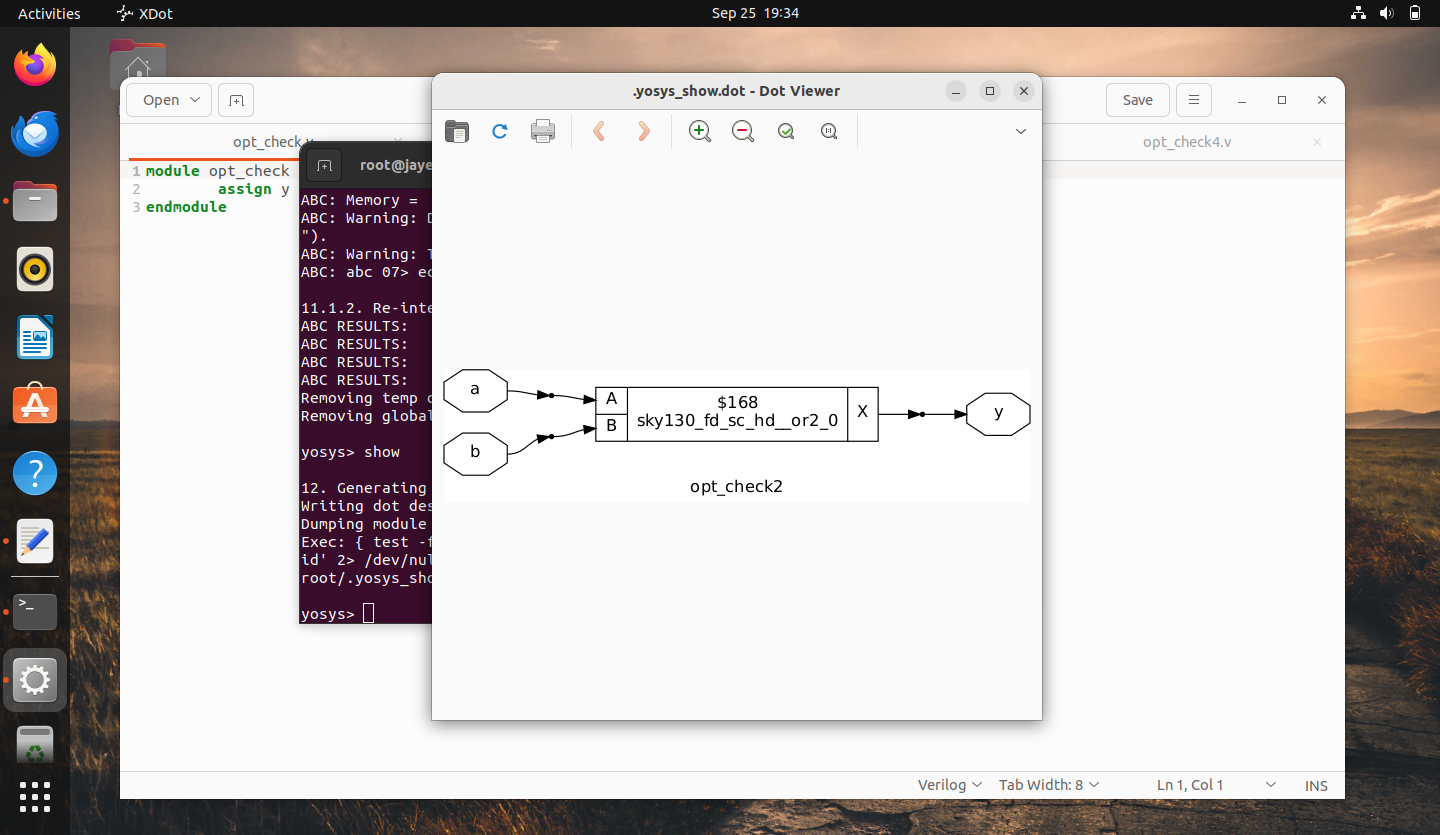 Activities
XDot
Sep 25 19:34
Open
Save
opt_check.v
opt_check4.v
1 module opt_check
2 assign y
3 endmodule
root@jaye
ABC: Memory =
ABC: Warning:
").
ABC: Warning:
ABC: abc 07>
11.1.2. Re-inte
ABC RESULTS:
ABC RESULTS:
ABC RESULTS:
ABC RESULTS:
Removing temp
Removing global
yosys> show
12. Generating
Writing dot des
Dumping module
Exec: { test -f
id' 2> /dev/nul
root/.yosys_sho
yosys>
.yosys_show.dot - Dot Viewer
a
b
A
B
$168
sky130_fd_sc_hd__or2_0
X
y
opt_check2
Verilog
Tab Width: 8
Ln 1, Col 1
INS